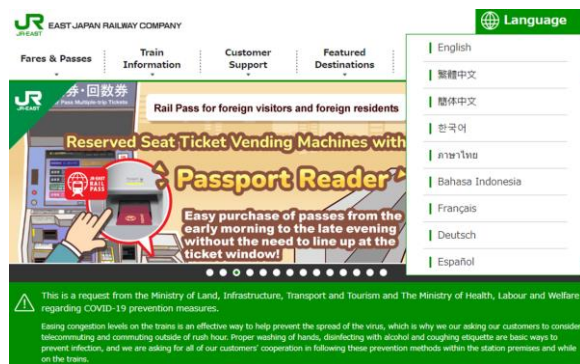 JR
JR-EAST
EAST JAPAN RAILWAY COMPANY
Language
Fares & Passes
Train
Information
Customer
Support
Featured
Destinations
English
繁體中文
簡体中文
한국어
ภาษาไทย
Bahasa Indonesia
Français
Deutsch
Español
JR
JR-EAST
券・回数券
Pass Multiple-trip Tickets
Rail Pass for foreign visitors and foreign residents
Reserved Seat Ticket Vending Machines with
JR-EAST
RAIL
PASS
Passport Reader
Easy purchase of passes from the
early morning to the late evening
without the need to line up at the
ticket window!
This is a request from the Ministry of Land, Infrastructure, Transport and Tourism and The Ministry of Health, Labour and Welfare
regarding COVID-19 prevention measures.
Easing congestion levels on the trains is an effective way to help prevent the spread of the virus, which is why we our asking our customers to consider
telecommuting and commuting outside of rush hour. Proper washing of hands, disinfecting with alcohol and coughing etiquette are basic ways to
prevent infection, and we are asking for all of our customers' cooperation in following these prevention methods within the station premises and while
on the trains.